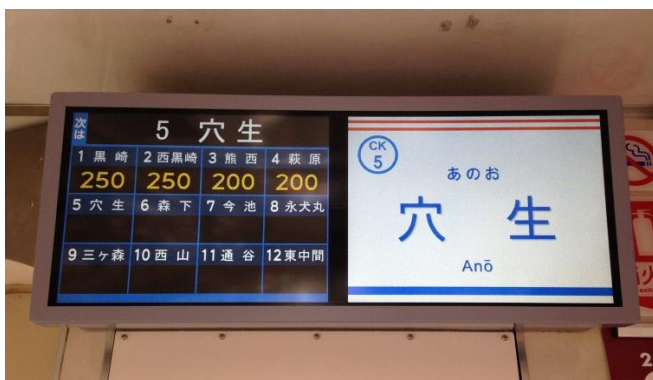 次は 5 穴生
1 黒崎 2 西黒崎 3 熊西 4 萩原
250 250 200 200
5 穴生 6 森下 7 今池 8 永犬丸
9 三ヶ森 10 西山 11 通谷 12 東中間
CK
5
あのお
穴生
Anō
2